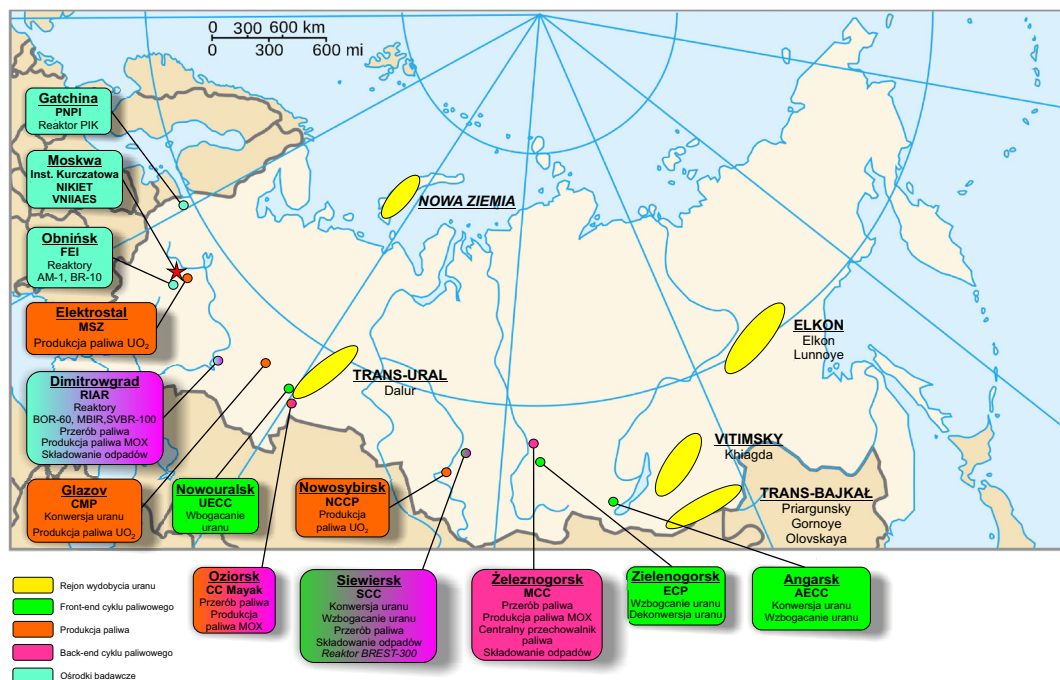 0 300 600 km
0 300 600 mi
Gatchina
PNPI
Reaktor PIK
Moskwa
Inst. Kurczatowa
NIKIET
VNIIAES
Obnińsk
FEI
Reaktory
AM-1, BR-10
Elektrostal
MSZ
Produkcja paliwa UO₂
Dimitrowgrad
RIAR
Reaktory
BOR-60, MBIR,SVBR-100
Przerób paliwa
Produkcja paliwa MOX
Składowanie odpadów
Glazov
CMP
Konwersja uranu
Produkcja paliwa UO₂
Nowouralsk
UECC
Wbogacanie
uranu
Nowosybirsk
NCCP
Produkcja
paliwa UO₂
NOWA ZIEMIA
TRANS-URAL
Dalur
ELKON
Elkon
Lunnoye
VITIMSKY
Khiagda
TRANS-BAJKAŁ
Priargunsky
Gornoye
Olovskaya
Oziorsk
CC Mayak
Przerób paliwa
Produkcja
paliwa MOX
Siewiersk
SCC
Konwersja uranu
Wzbogacanie uranu
Przerób paliwa
Składowanie odpadów
Reaktor BREST-300
Żeleznogorsk
MCC
Przerób paliwa
Produkcja paliwa MOX
Centralny przechowalnik
paliwa
Składowanie odpadów
Zielenogorsk
ECP
Wzbogcanie uranu
Dekonwersja uranu
Angarsk
AECC
Konwersja uranu
Wzbogacanie uranu
Rejon wydobycia uranu
Front-end cyklu paliwowego
Produkcja paliwa
Back-end cyklu paliwowego
Ośrodki badawcze